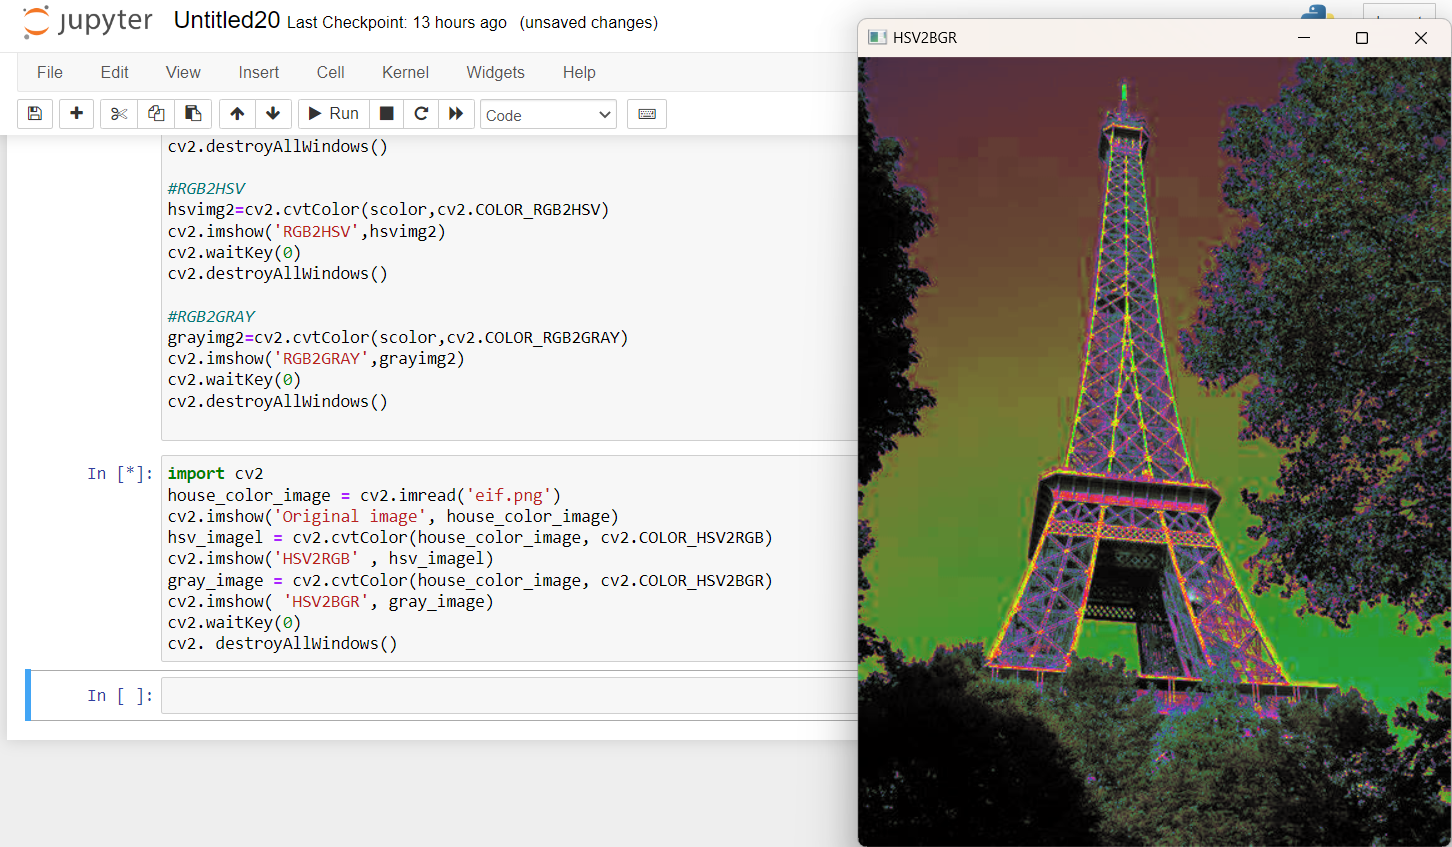 jupyter Untitled20 Last Checkpoint: 13 hours ago (unsaved changes)
File Edit View Insert Cell Kernel Widgets Help
Run Code
cv2.destroyAllWindows()
#RGB2HSV
hsvimg2=cv2.cvtColor(scolor,cv2.COLOR_RGB2HSV)
cv2.imshow('RGB2HSV',hsvimg2)
cv2.waitKey(0)
cv2.destroyAllWindows()
#RGB2GRAY
grayimg2=cv2.cvtColor(scolor,cv2.COLOR_RGB2GRAY)
cv2.imshow('RGB2GRAY',grayimg2)
cv2.waitKey(0)
cv2.destroyAllWindows()
In [*]: import cv2
house_color_image = cv2.imread('eif.png')
cv2.imshow('Original image', house_color_image)
hsv_imagel = cv2.cvtColor(house_color_image, cv2.COLOR_HSV2RGB)
cv2.imshow('HSV2RGB' , hsv_imagel)
gray_image = cv2.cvtColor(house_color_image, cv2.COLOR_HSV2BGR)
cv2.imshow( 'HSV2BGR', gray_image)
cv2.waitKey(0)
cv2. destroyAllWindows()
In [ ]:
HSV2BGR